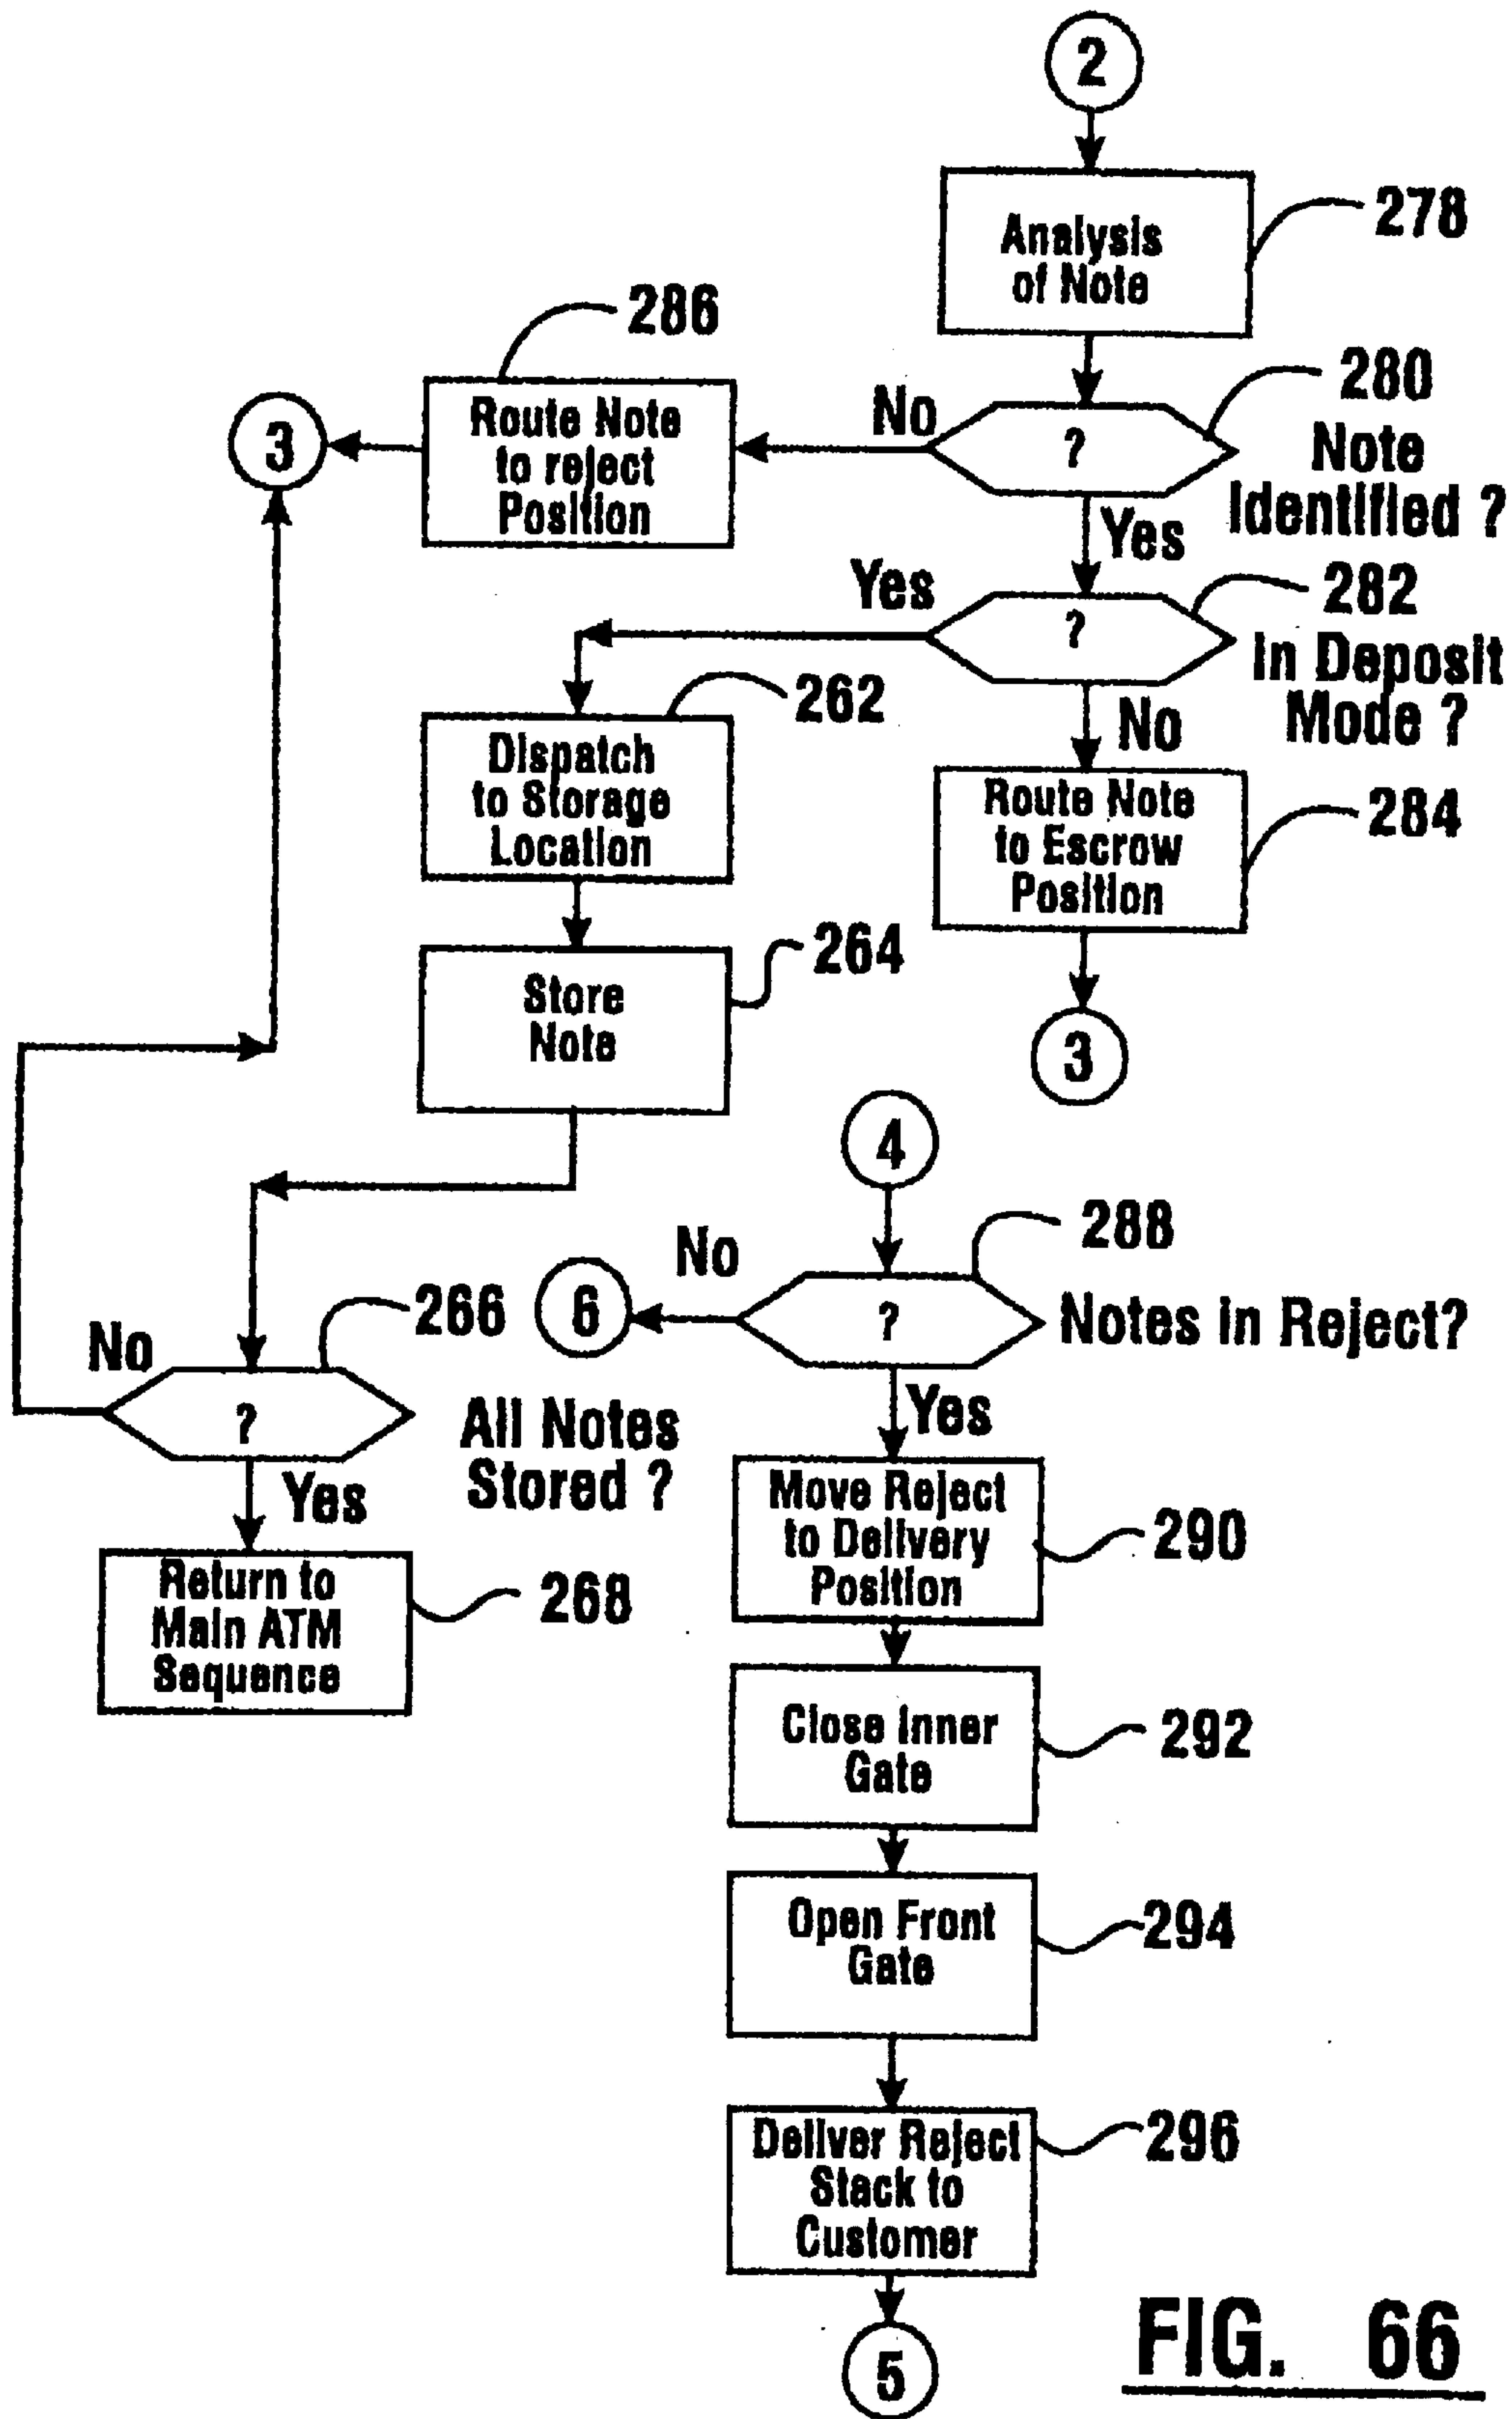 2
Analysis
of Note
278
286
Route Note
to reject
Position
3
No
?
280
Note
Identified ?
Yes
Yes
?
282
In Deposit
Mode ?
262
Dispatch
to Storage
Location
No
Route Note
to Escrow
Position
284
264
Store
Note
3
4
No
6
?
288
Notes in Reject?
266
No
?
All Notes
Stored ?
Yes
Yes
Return to
Main ATM
Sequence
268
Move Reject
to Delivery
Position
290
Close Inner
Gate
292
Open Front
Gate
294
Deliver Reject
Stack to
Customer
296
5
FIG. 66